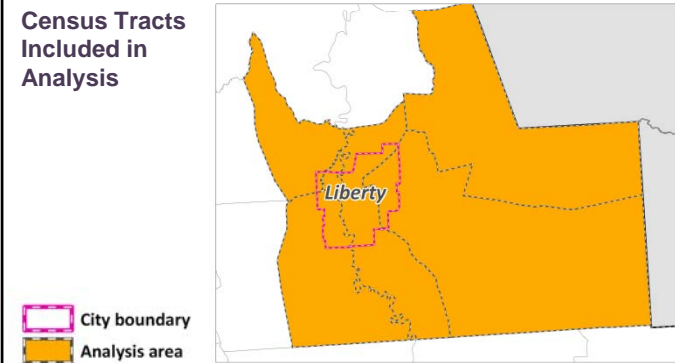 Census Tracts
Included in
Analysis
Liberty
City boundary
Analysis area